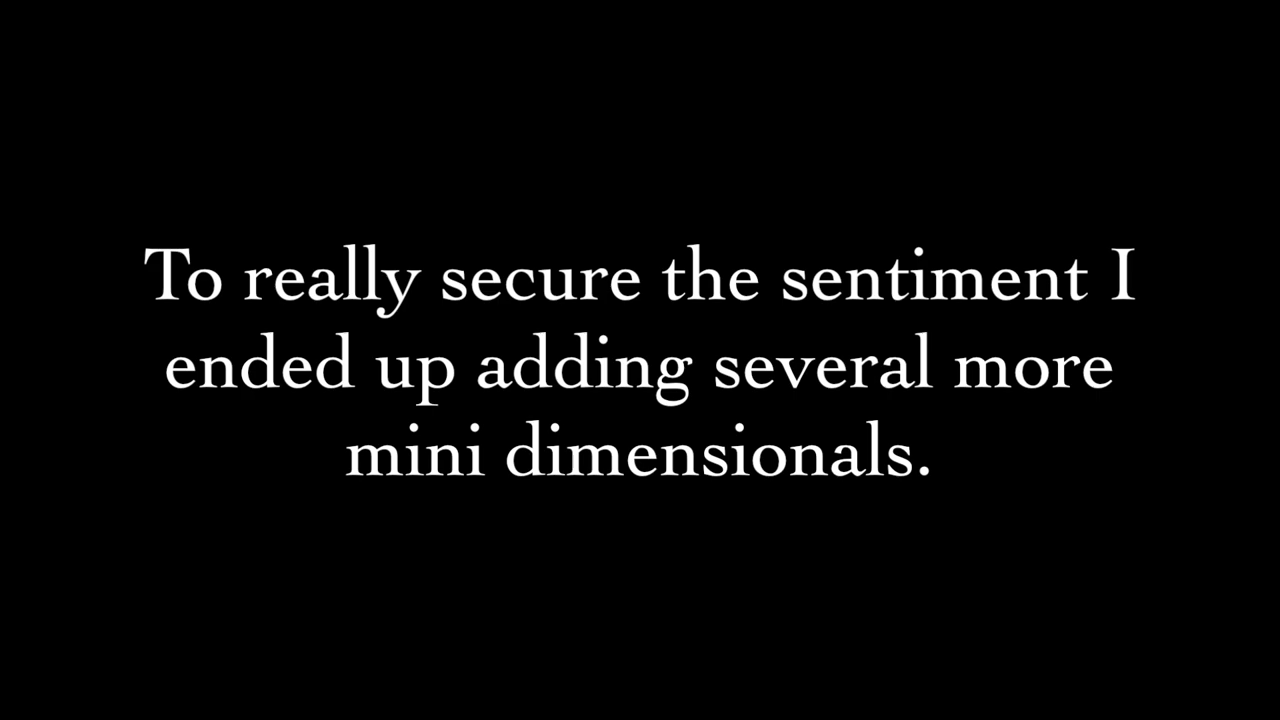 To really secure the sentiment I
ended up adding several more
mini dimensionals.